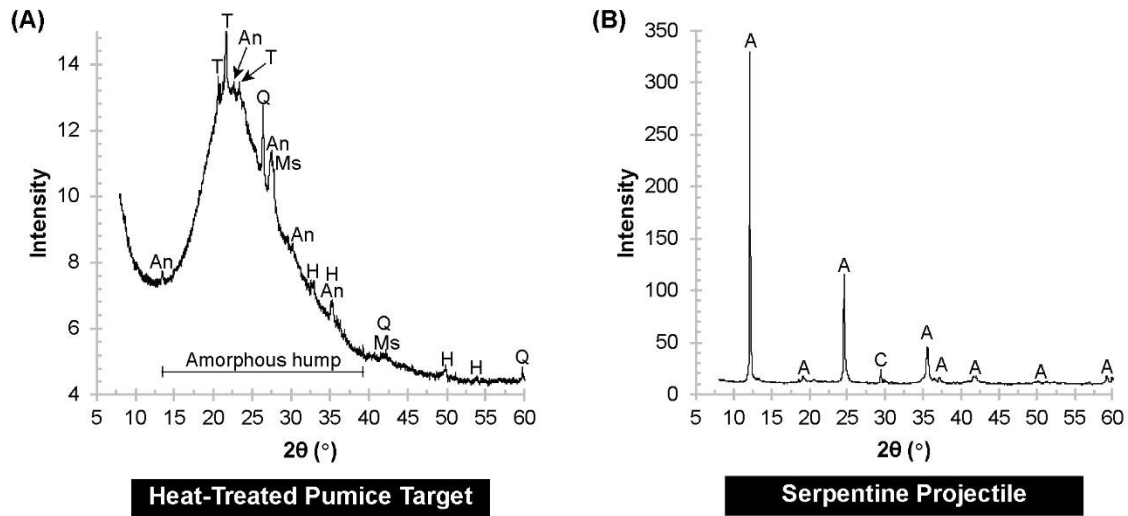 (A)
T
An
T
T
Q
An
Ms
An
An
H
H
An
Q
Ms
H
H
Q
Amorphous hump
Intensity
14
12
10
8
6
4
5 10 15 20 25 30 35 40 45 50 55 60
2θ (°)
Heat-Treated Pumice Target
(B)
A
A
A
C
A
A
A
A
A
Intensity
350
300
250
200
150
100
50
0
5 10 15 20 25 30 35 40 45 50 55 60
2θ (°)
Serpentine Projectile